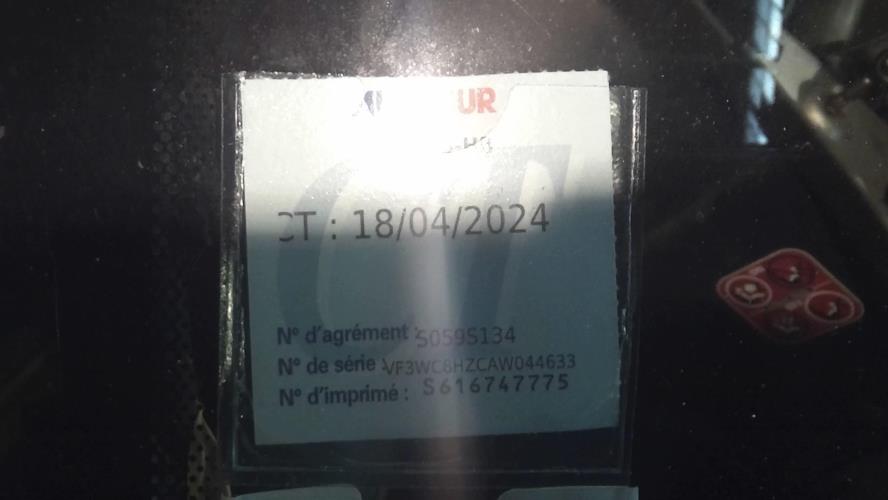 CT : 18/04/2024
N° d'agrément : S059S134
N° de série VF3WC8HZCAW044633
N° d'imprimé : S616747775